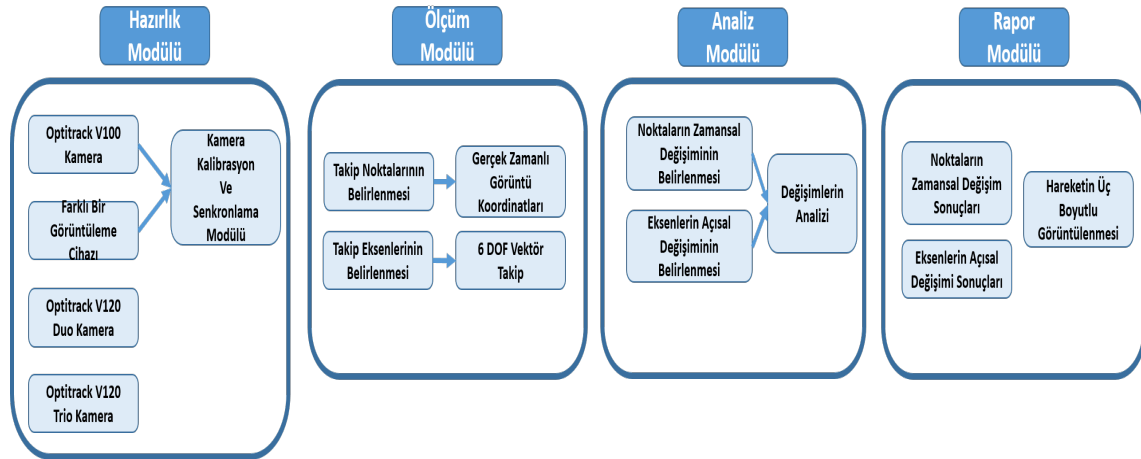 Hazırlık
Modülü
Optitrack V100
Kamera
Farklı Bir
Görüntüleme
Cihazı
Optitrack V120
Duo Kamera
Optitrack V120
Trio Kamera
Kamera
Kalibrasyon
Ve
Senkronlama
Modülü
Ölçüm
Modülü
Takip Noktalarının
Belirlenmesi
Gerçek Zamanlı
Görüntü
Koordinatları
Takip Eksenlerinin
Belirlenmesi
6 DOF Vektör
Takip
Analiz
Modülü
Noktaların Zamansal
Değişiminin
Belirlenmesi
Eksenlerin Açısal
Değişiminin
Belirlenmesi
Değişimlerin
Analizi
Rapor
Modülü
Noktaların
Zamansal Değişim
Sonuçları
Eksenlerin Açısal
Değişimi Sonuçları
Hareketin Üç
Boyutlu
Görüntülenmesi